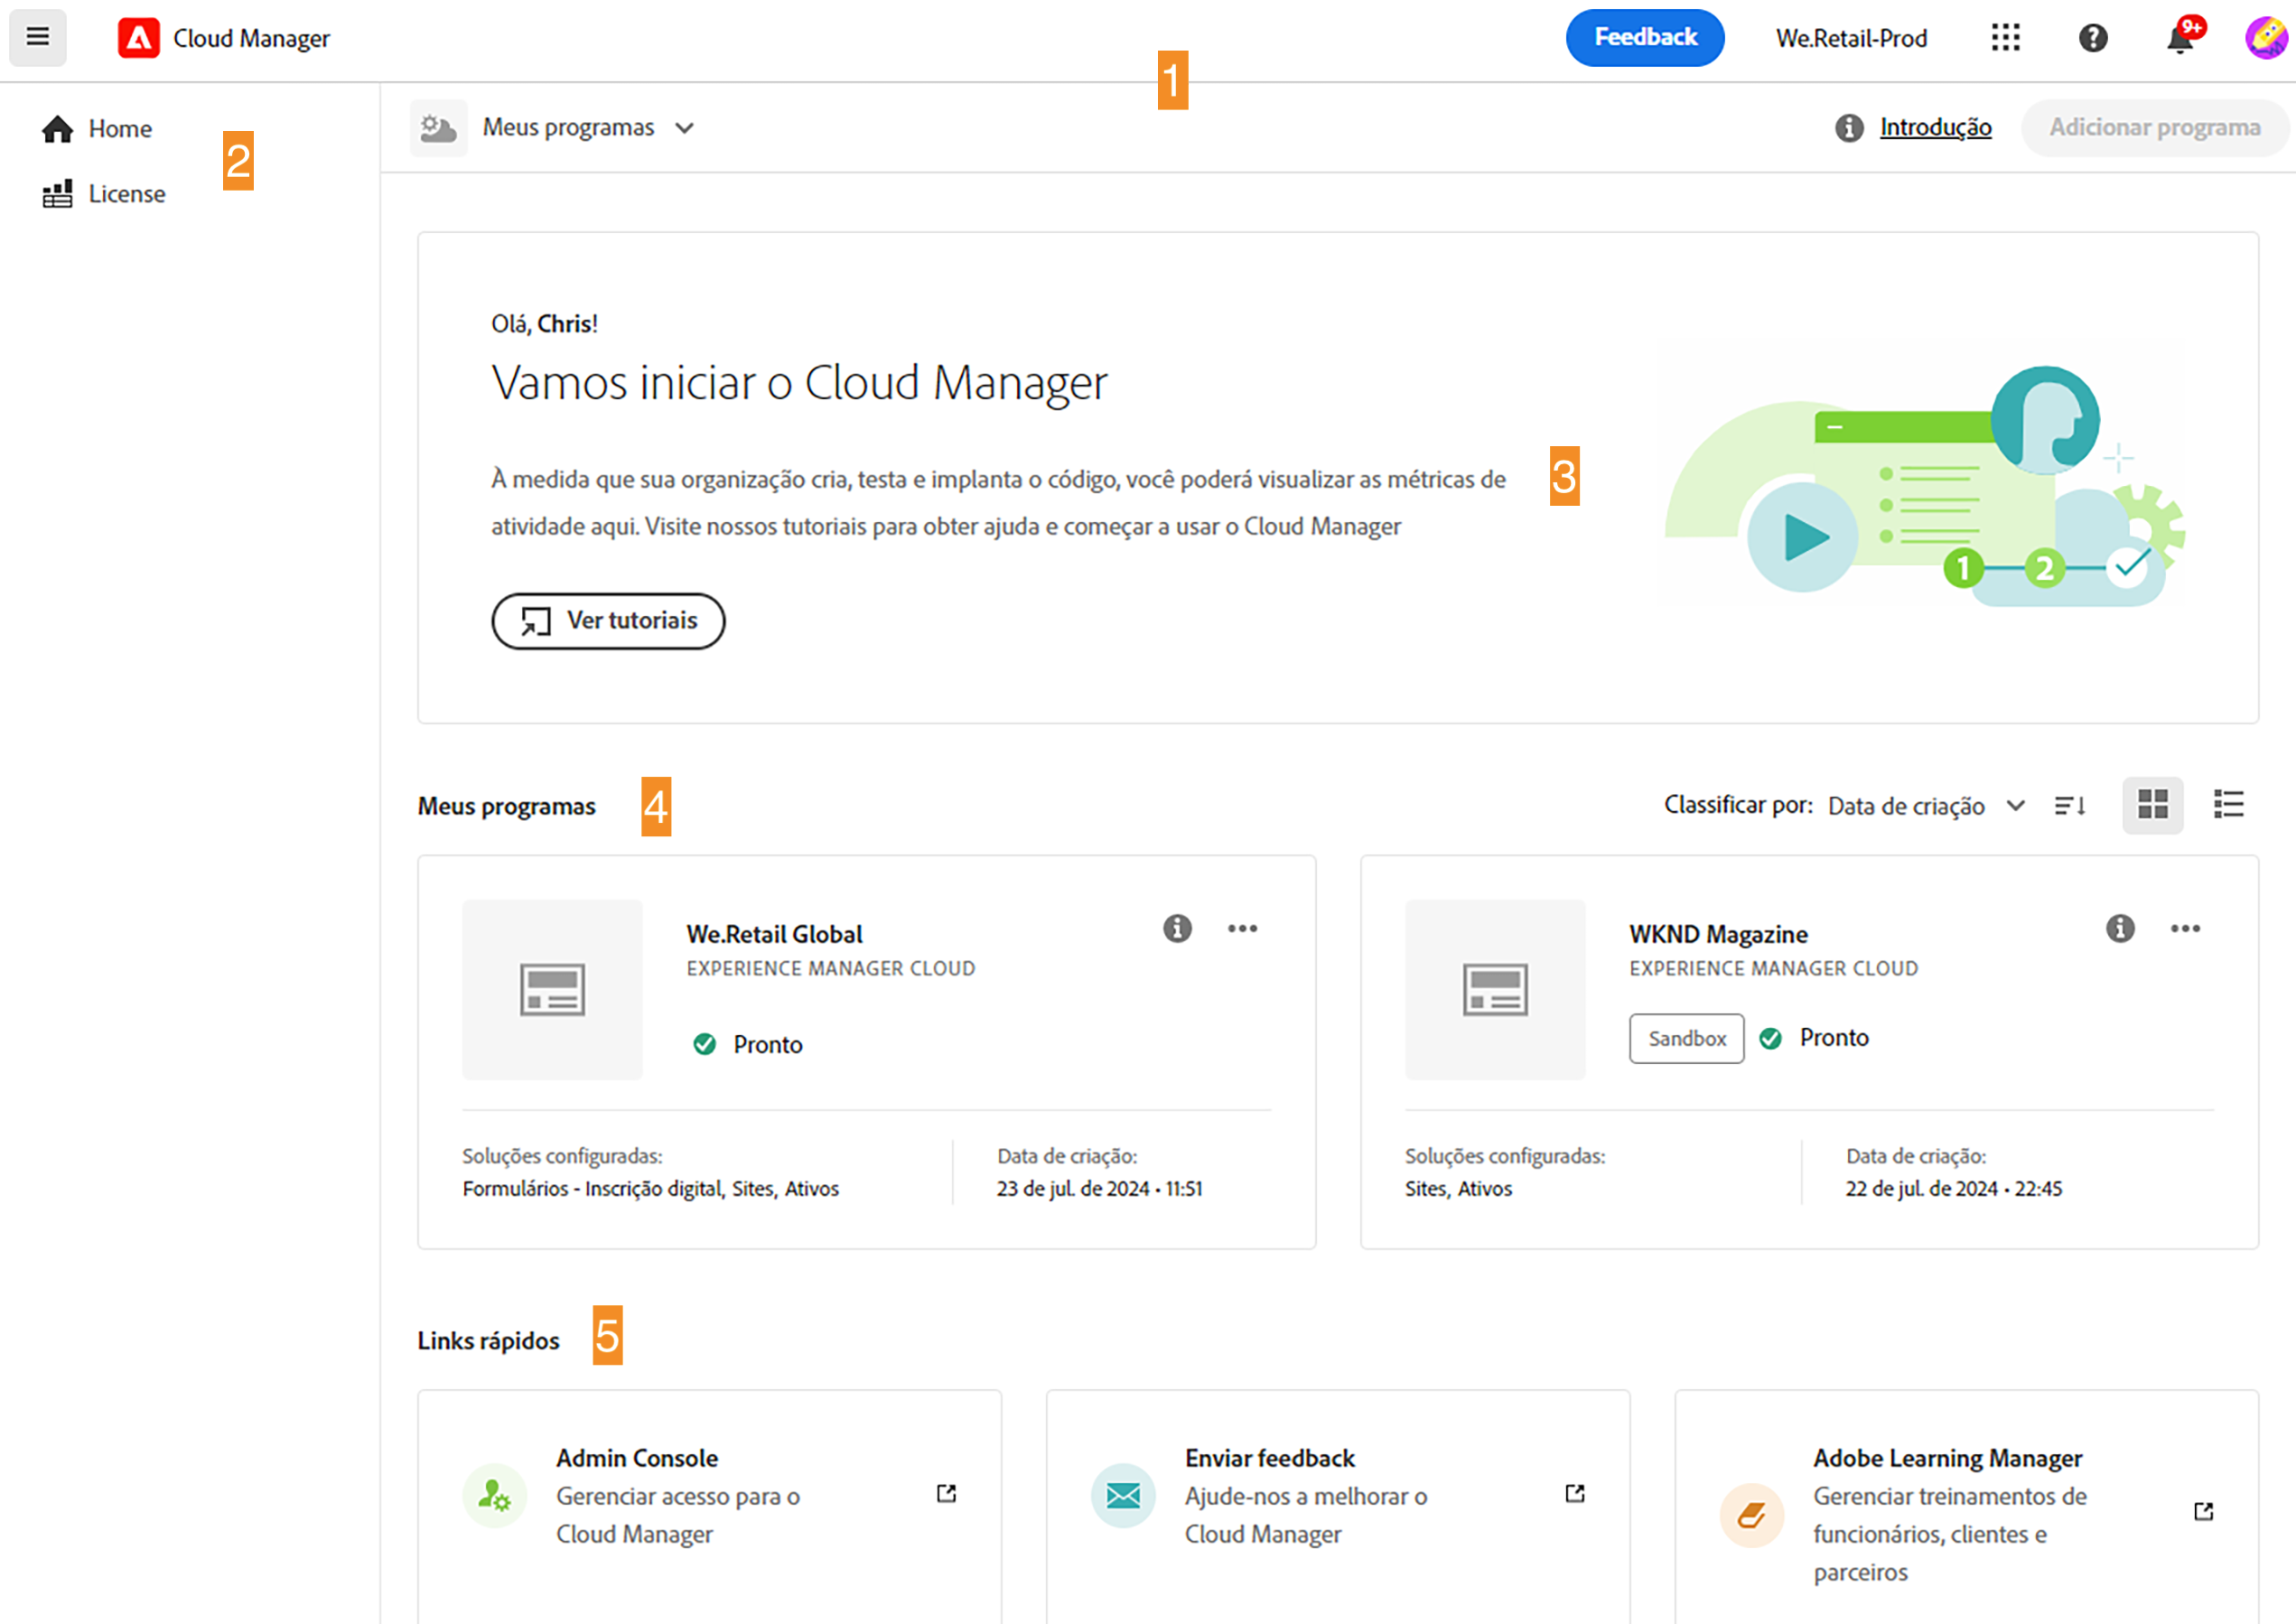 Cloud Manager
Feedback
We.Retail-Prod
9+
1
Home
2
License
Meus programas
Introdução
Adicionar programa
Olá, Chris!
Vamos iniciar o Cloud Manager
À medida que sua organização cria, testa e implanta o código, você poderá visualizar as métricas de
atividade aqui. Visite nossos tutoriais para obter ajuda e começar a usar o Cloud Manager
3
1 2
Ver tutoriais
Meus programas
4
Classificar por: Data de criação
We.Retail Global
EXPERIENCE MANAGER CLOUD
Pronto
Soluções configuradas:
Formulários - Inscrição digital, Sites, Ativos
Data de criação:
23 de jul. de 2024 • 11:51
WKND Magazine
EXPERIENCE MANAGER CLOUD
Sandbox
Pronto
Soluções configuradas:
Sites, Ativos
Data de criação:
22 de jul. de 2024 • 22:45
Links rápidos
5
Admin Console
Gerenciar acesso para o
Cloud Manager
Enviar feedback
Ajude-nos a melhorar o
Cloud Manager
Adobe Learning Manager
Gerenciar treinamentos de
funcionários, clientes e
parceiros